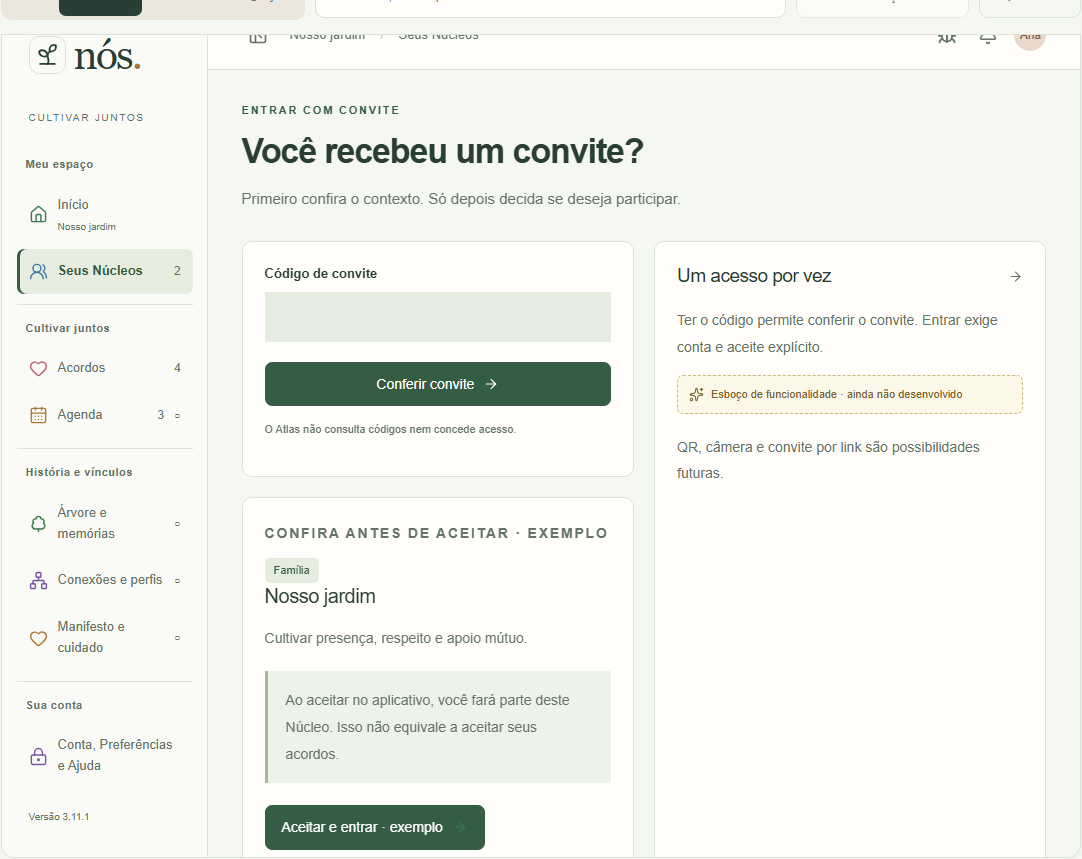 nós.
CULTIVAR JUNTOS
Meu espaço
Início
Nosso jardim
Seus Núcleos 2
Cultivar juntos
Acordos 4
Agenda 3
História e vínculos
Árvore e
memórias
Conexões e perfis
Manifesto e
cuidado
Sua conta
Conta, Preferências
e Ajuda
Versão 3.11.1
Nosso jardim / Seus Núcleos
Ana
ENTRAR COM CONVITE
Você recebeu um convite?
Primeiro confira o contexto. Só depois decida se deseja participar.
Código de convite
Conferir convite →
O Atlas não consulta códigos nem concede acesso.
CONFIRA ANTES DE ACEITAR · EXEMPLO
Família
Nosso jardim
Cultivar presença, respeito e apoio mútuo.
Ao aceitar no aplicativo, você fará parte deste
Núcleo. Isso não equivale a aceitar seus
acordos.
Aceitar e entrar · exemplo →
Um acesso por vez →
Ter o código permite conferir o convite. Entrar exige
conta e aceite explícito.
Esboço de funcionalidade · ainda não desenvolvido
QR, câmera e convite por link são possibilidades
futuras.